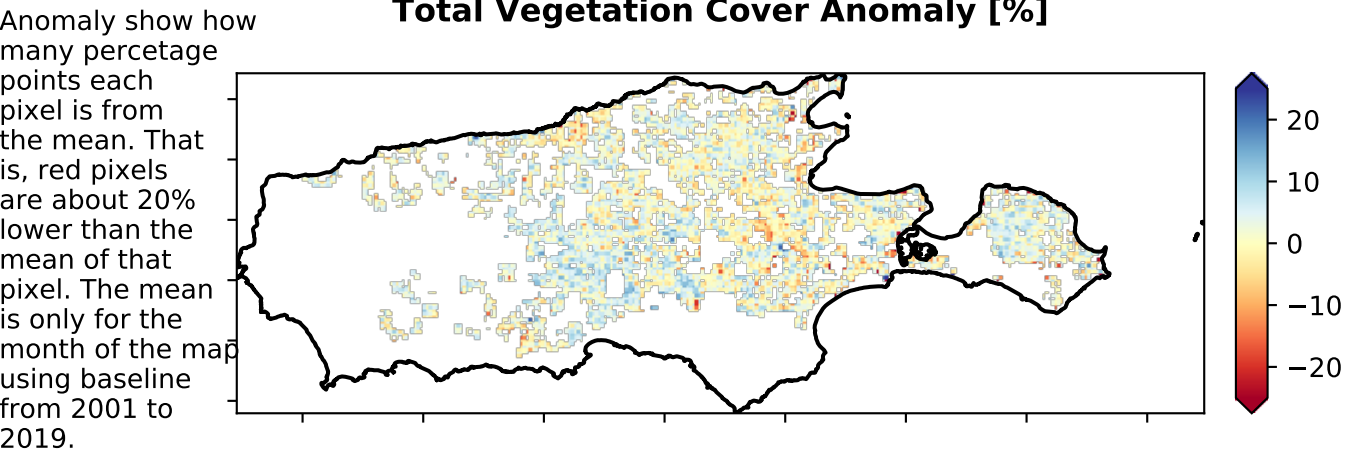 Total Vegetation Cover Anomaly [%]
Anomaly show how
many percetage
points each
pixel is from
the mean. That
is, red pixels
are about 20%
lower than the
mean of that
pixel. The mean
is only for the
month of the map
using baseline
from 2001 to
2019.
20
10
0
−10
−20